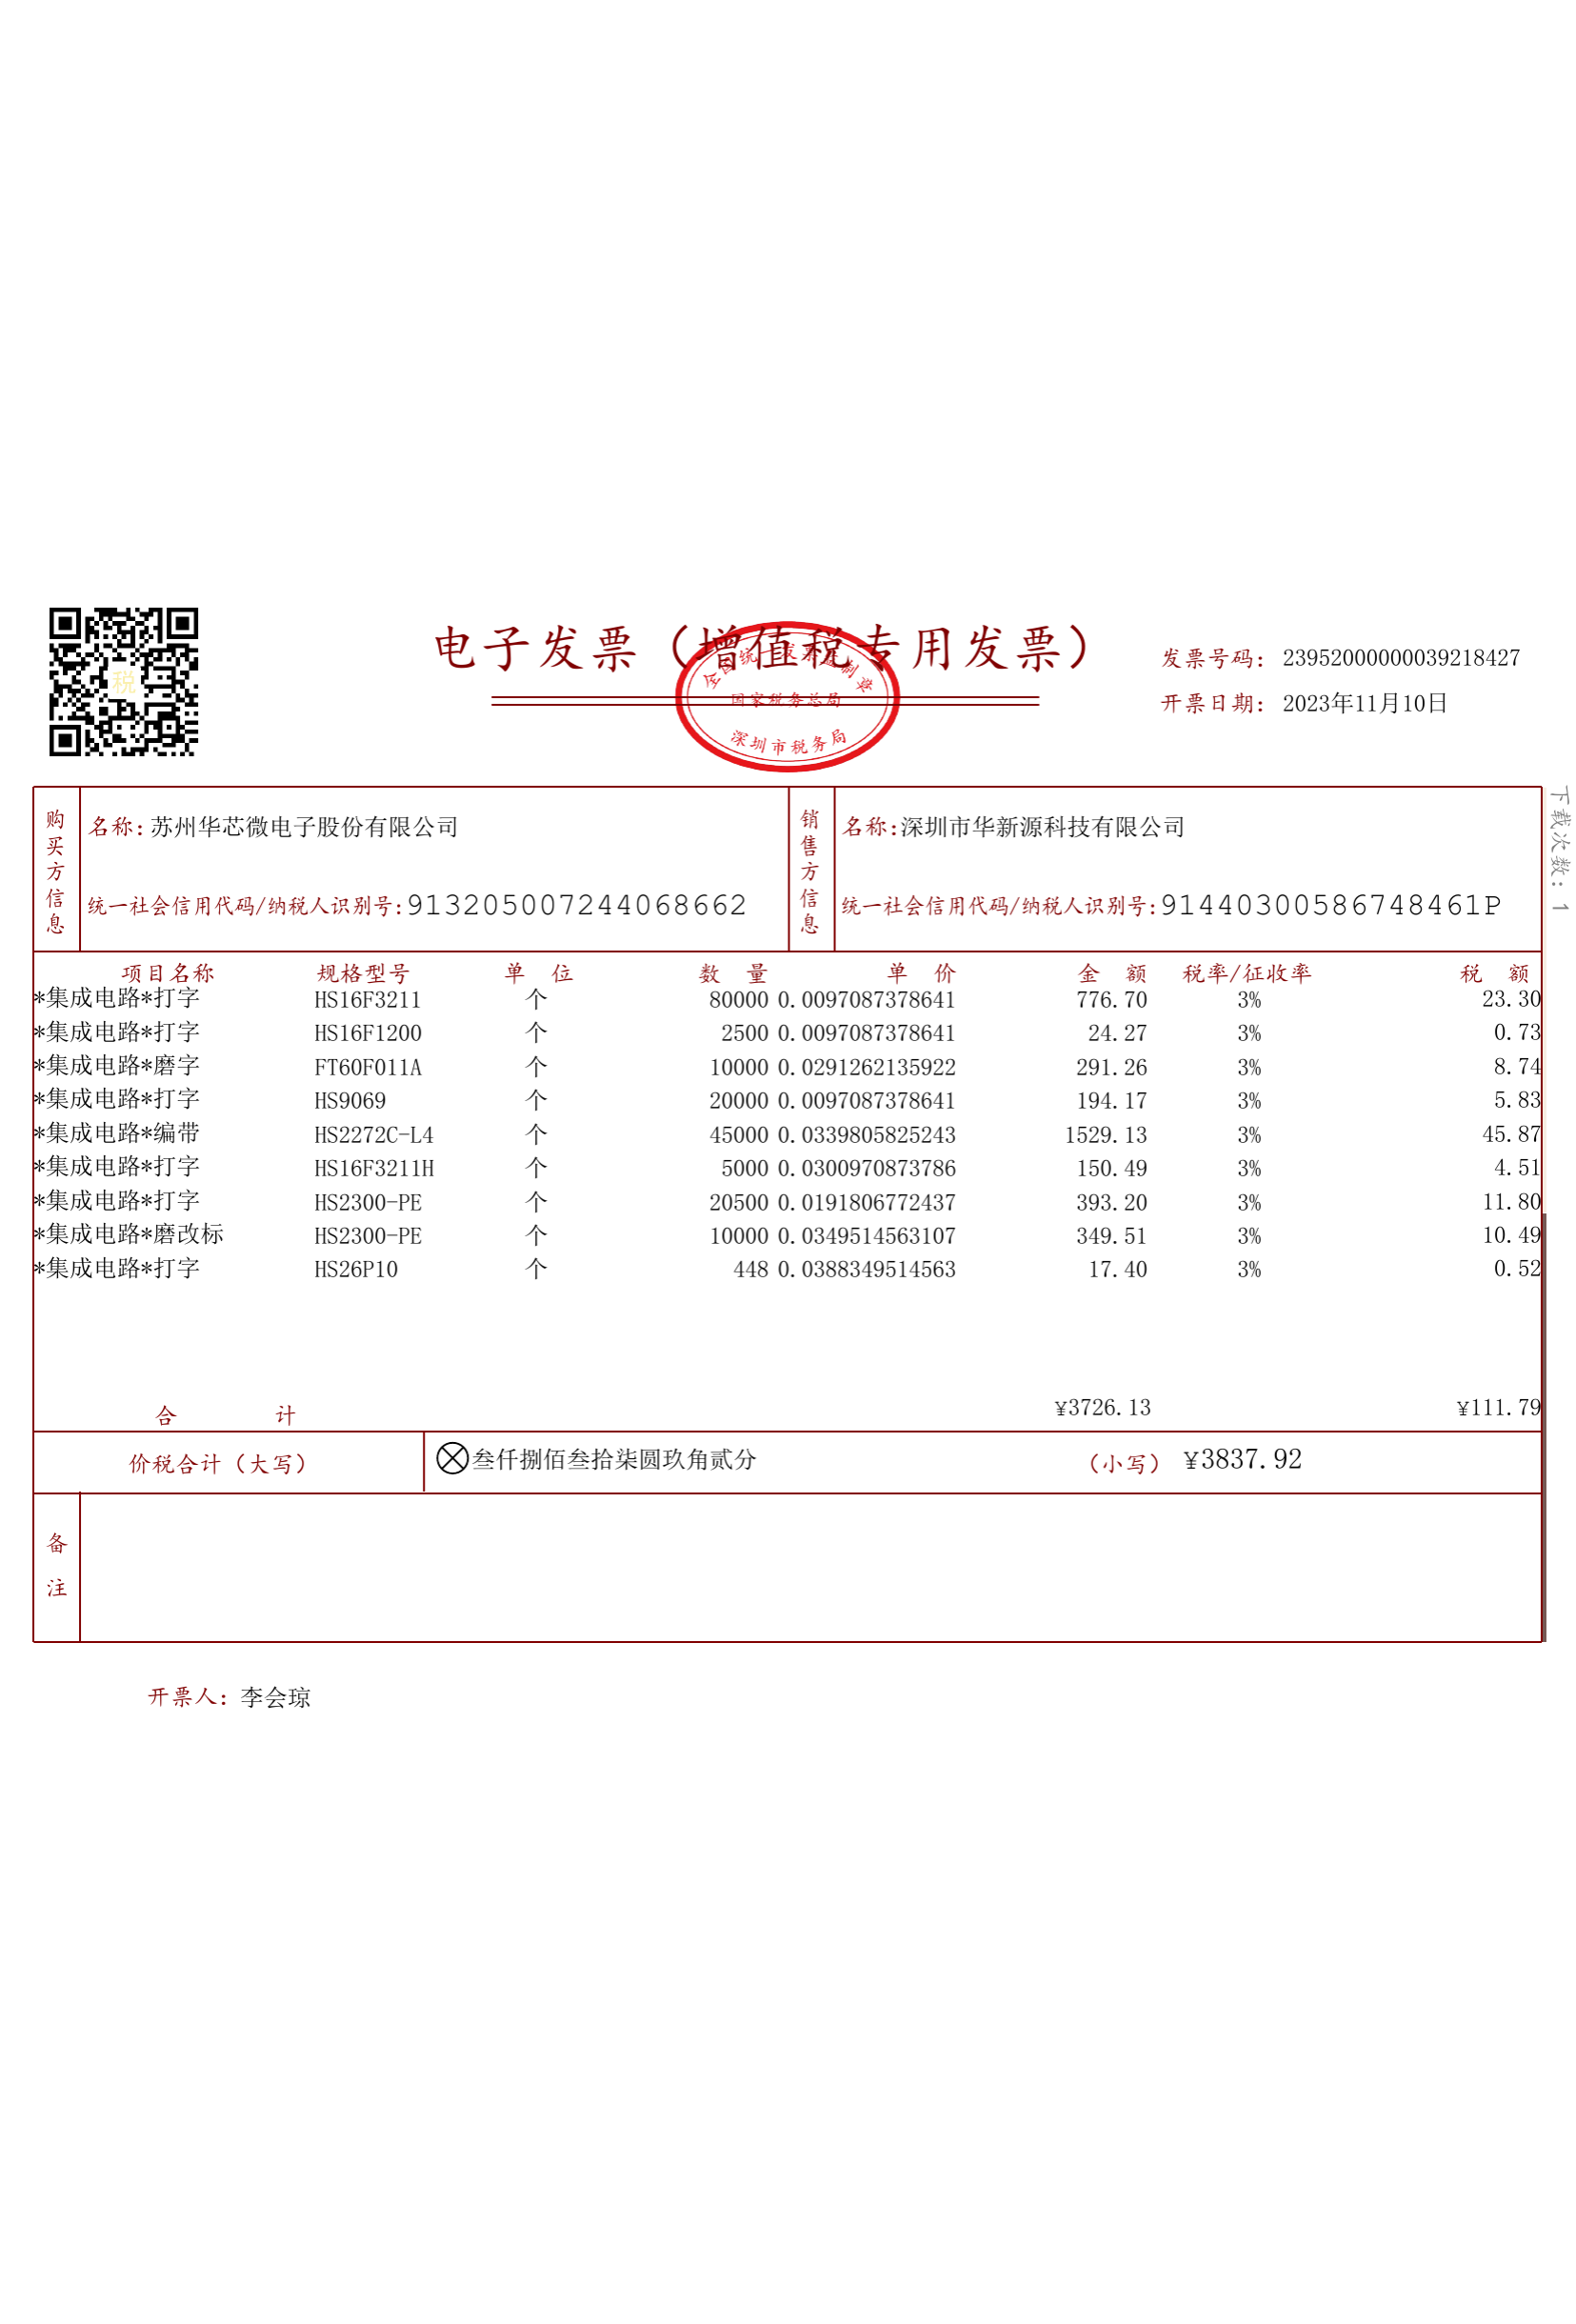 电子发票（增值税专用发票）
全国统一发票监制章
国家税务总局
深圳市税务局
税
发票号码： 23952000000039218427
开票日期： 2023年11月10日
下载次数：1
购买方信息
名称：苏州华芯微电子股份有限公司
统一社会信用代码/纳税人识别号：913205007244068662
销售方信息
名称：深圳市华新源科技有限公司
统一社会信用代码/纳税人识别号：91440300586748461P
项目名称 规格型号 单 位 数 量 单 价 金 额 税率/征收率 税 额
*集成电路*打字 HS16F3211 个 80000 0.0097087378641 776.70 3% 23.30
*集成电路*打字 HS16F1200 个 2500 0.0097087378641 24.27 3% 0.73
*集成电路*磨字 FT60F011A 个 10000 0.0291262135922 291.26 3% 8.74
*集成电路*打字 HS9069 个 20000 0.0097087378641 194.17 3% 5.83
*集成电路*编带 HS2272C-L4 个 45000 0.0339805825243 1529.13 3% 45.87
*集成电路*打字 HS16F3211H 个 5000 0.0300970873786 150.49 3% 4.51
*集成电路*打字 HS2300-PE 个 20500 0.0191806772437 393.20 3% 11.80
*集成电路*磨改标 HS2300-PE 个 10000 0.0349514563107 349.51 3% 10.49
*集成电路*打字 HS26P10 个 448 0.0388349514563 17.40 3% 0.52
合 计 ¥3726.13 ¥111.79
价税合计（大写） 叁仟捌佰叁拾柒圆玖角贰分 （小写） ¥3837.92
备注
开票人： 李会琼